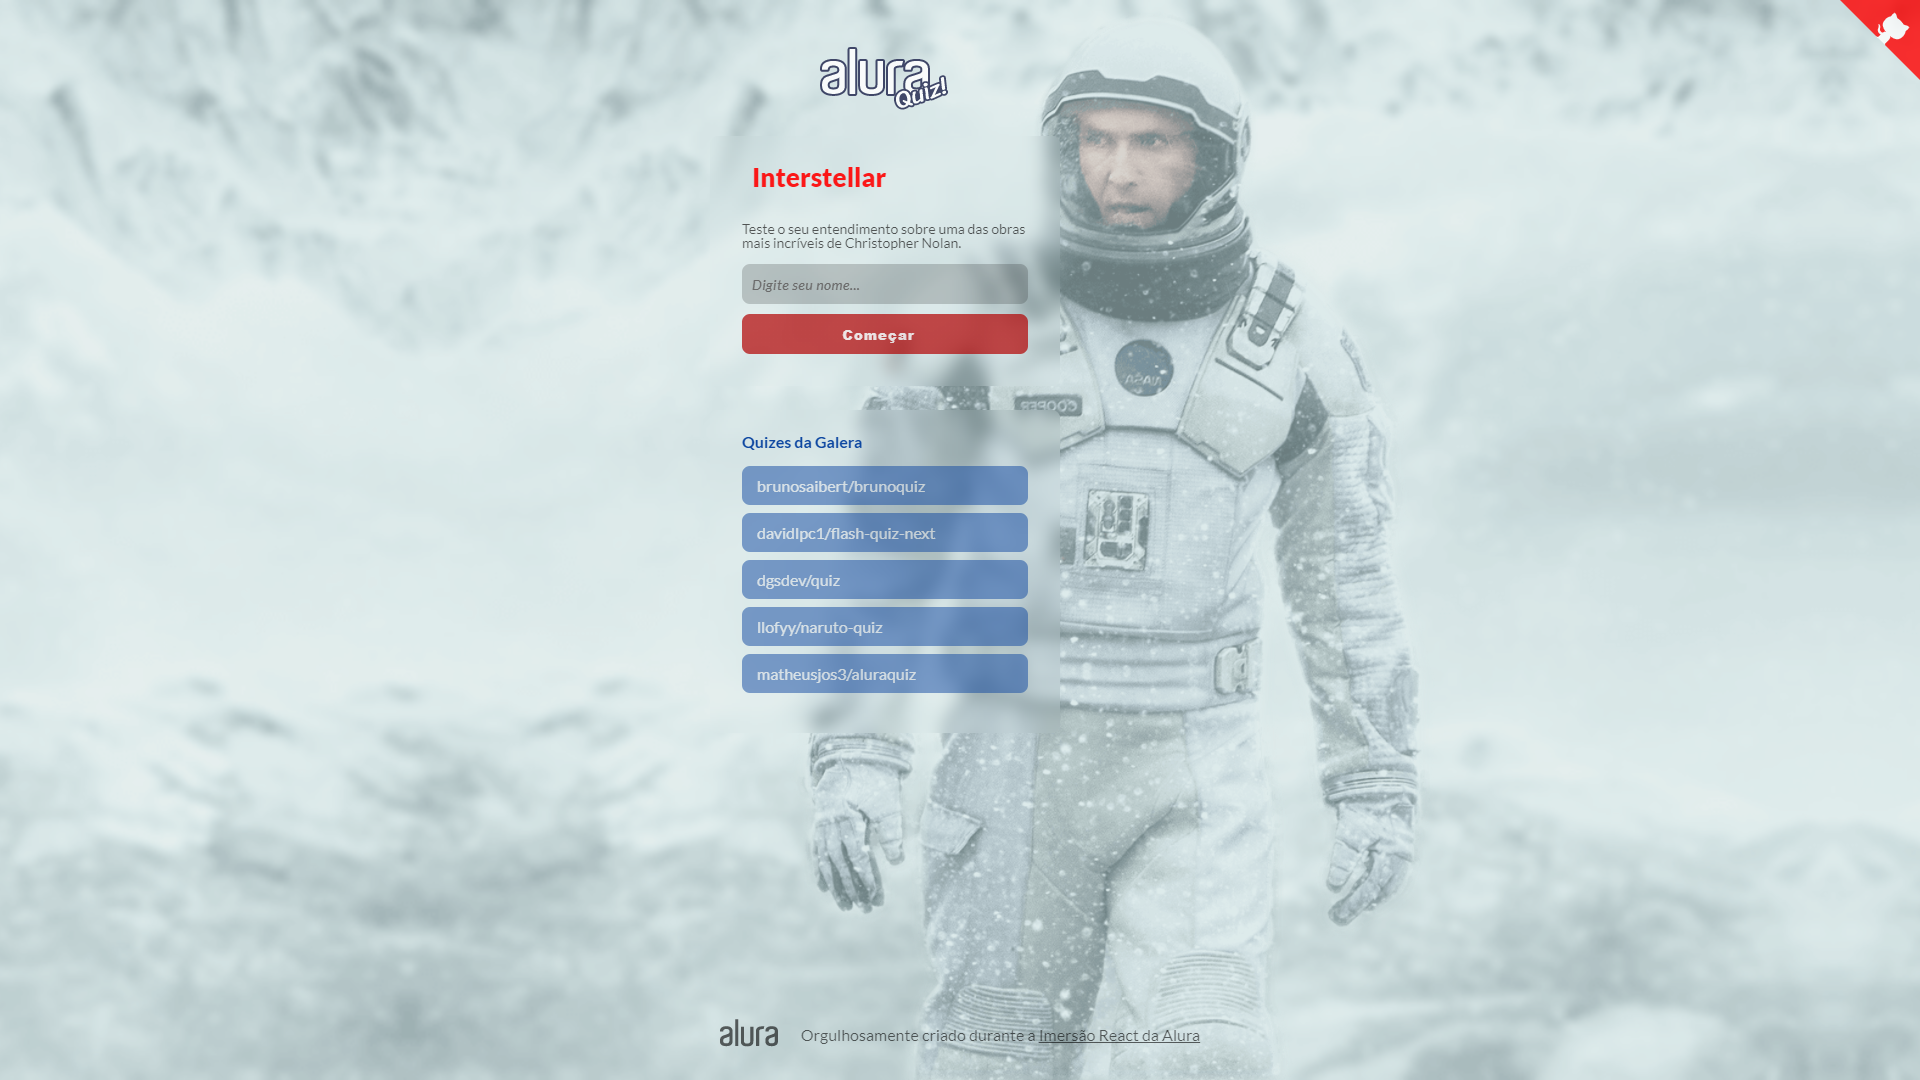 alura
Quiz!
Interstellar
Teste o seu entendimento sobre uma das obras
mais incríveis de Christopher Nolan.
Digite seu nome...
Começar
Quizes da Galera
brunosaibert/brunoquiz
davidlpc1/flash-quiz-next
dgsdev/quiz
llofyy/naruto-quiz
matheusjos3/aluraquiz
alura Orgulhosamente criado durante a Imersão React da Alura